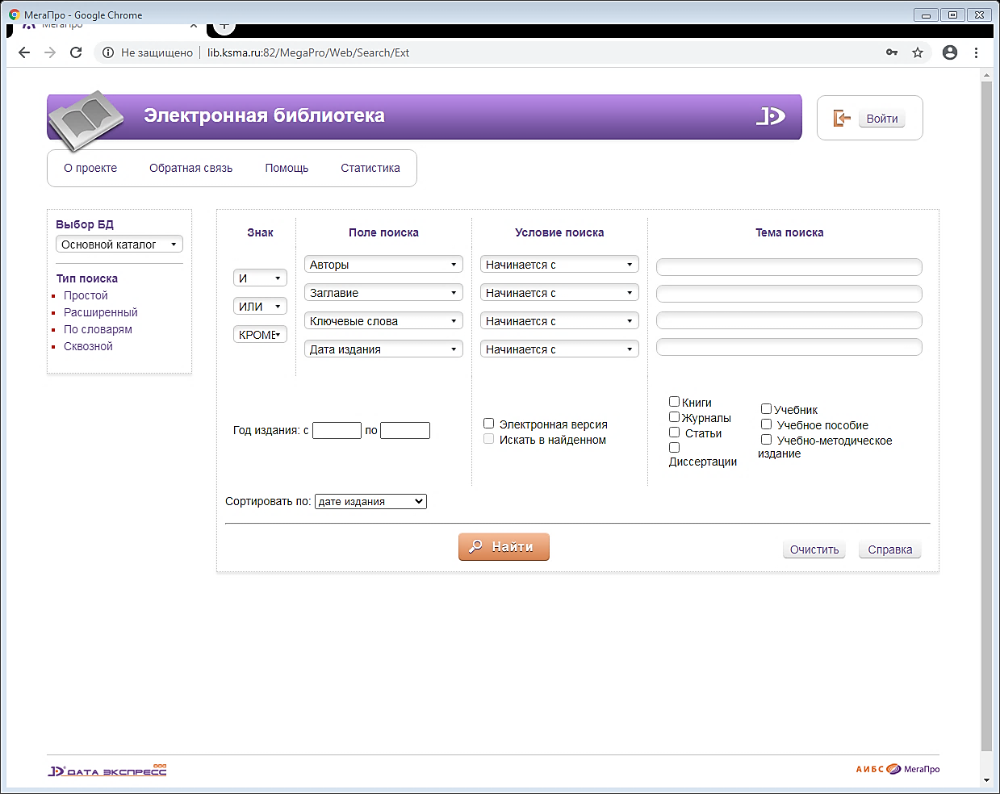 МегаПро - Google Chrome
МегаПро
Не защищено
lib.ksma.ru:82/MegaPro/Web/Search/Ext
Электронная библиотека
Войти
О проекте
Обратная связь
Помощь
Статистика
Выбор БД
Основной каталог
Тип поиска
Простой
Расширенный
По словарям
Сквозной
Знак
Поле поиска
Условие поиска
Тема поиска
И
ИЛИ
КРОМЕ
Авторы
Заглавие
Ключевые слова
Дата издания
Начинается с
Начинается с
Начинается с
Начинается с
Год издания: с
по
Электронная версия
Искать в найденном
Книги
Журналы
Статьи
Диссертации
Учебник
Учебное пособие
Учебно-методическое
издание
Сортировать по:
дате издания
Найти
Очистить
Справка
ДАТА ЭКСПРЕСС
АИБС МегаПро